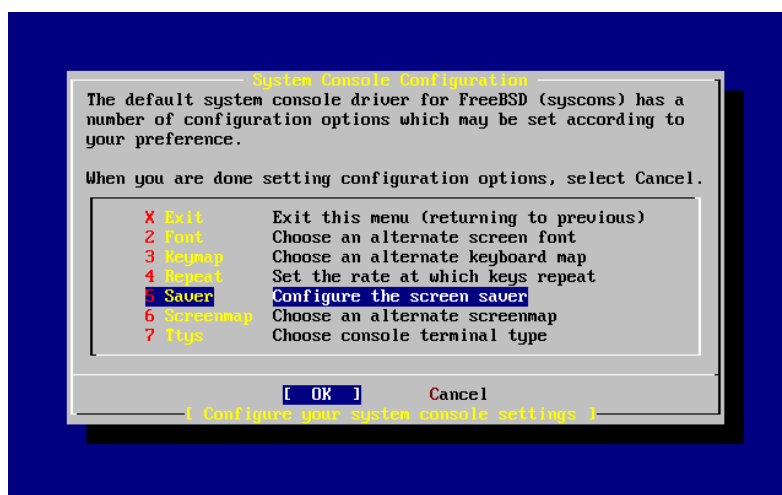 System Console Configuration
The default system console driver for FreeBSD (syscons) has a
number of configuration options which may be set according to
your preference.
When you are done setting configuration options, select Cancel.
X Exit Exit this menu (returning to previous)
2 Font Choose an alternate screen font
3 Keymap Choose an alternate keyboard map
4 Repeat Set the rate at which keys repeat
5 Saver Configure the screen saver
6 Screenmap Choose an alternate screenmap
7 Ttys Choose console terminal type
[ OK ] Cancel
[ Configure your system console settings ]